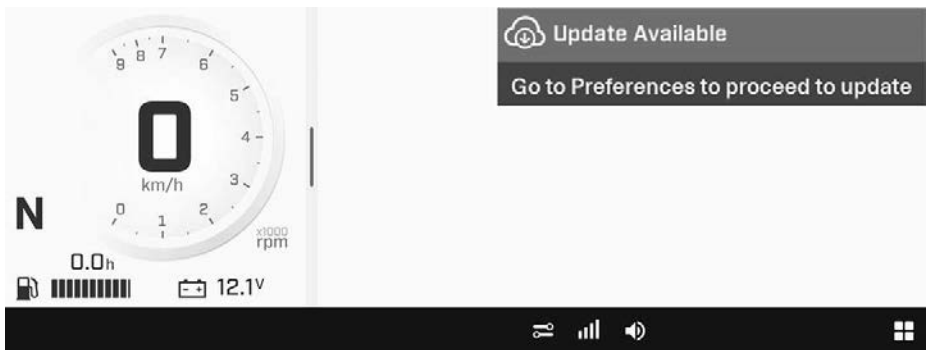 Update Available
Go to Preferences to proceed to update
9 8 7 6
5
4
3
0 1 2
0
km/h
x1000
rpm
N
0.0h
12.1V